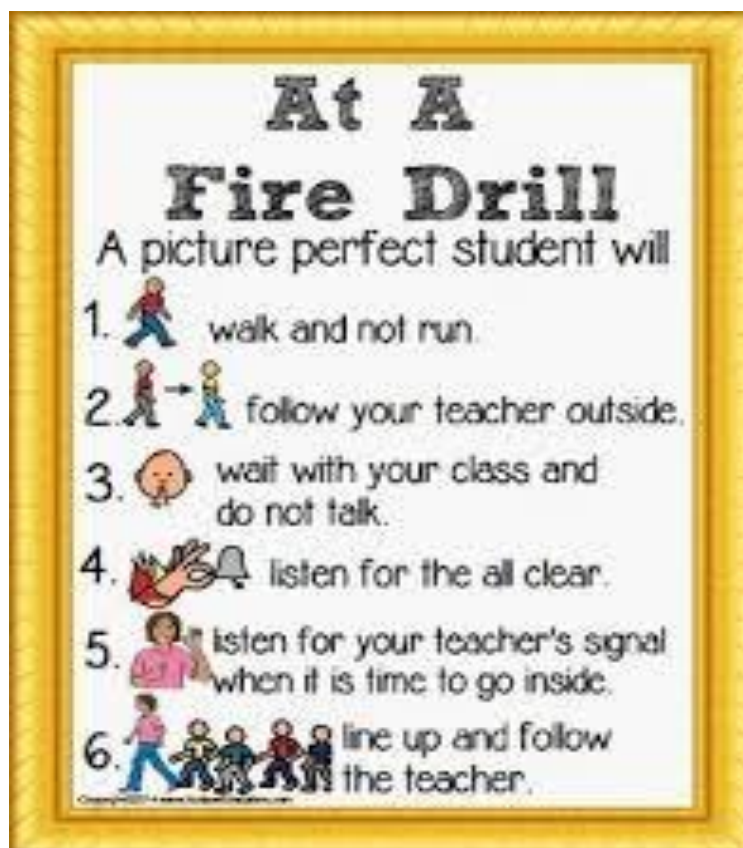 At A
Fire Drill
A picture perfect student will
1. walk and not run.
2. follow your teacher outside.
3. wait with your class and
do not talk.
4. listen for the all clear.
5. listen for your teacher's signal
when it is time to go inside.
6. line up and follow
the teacher.